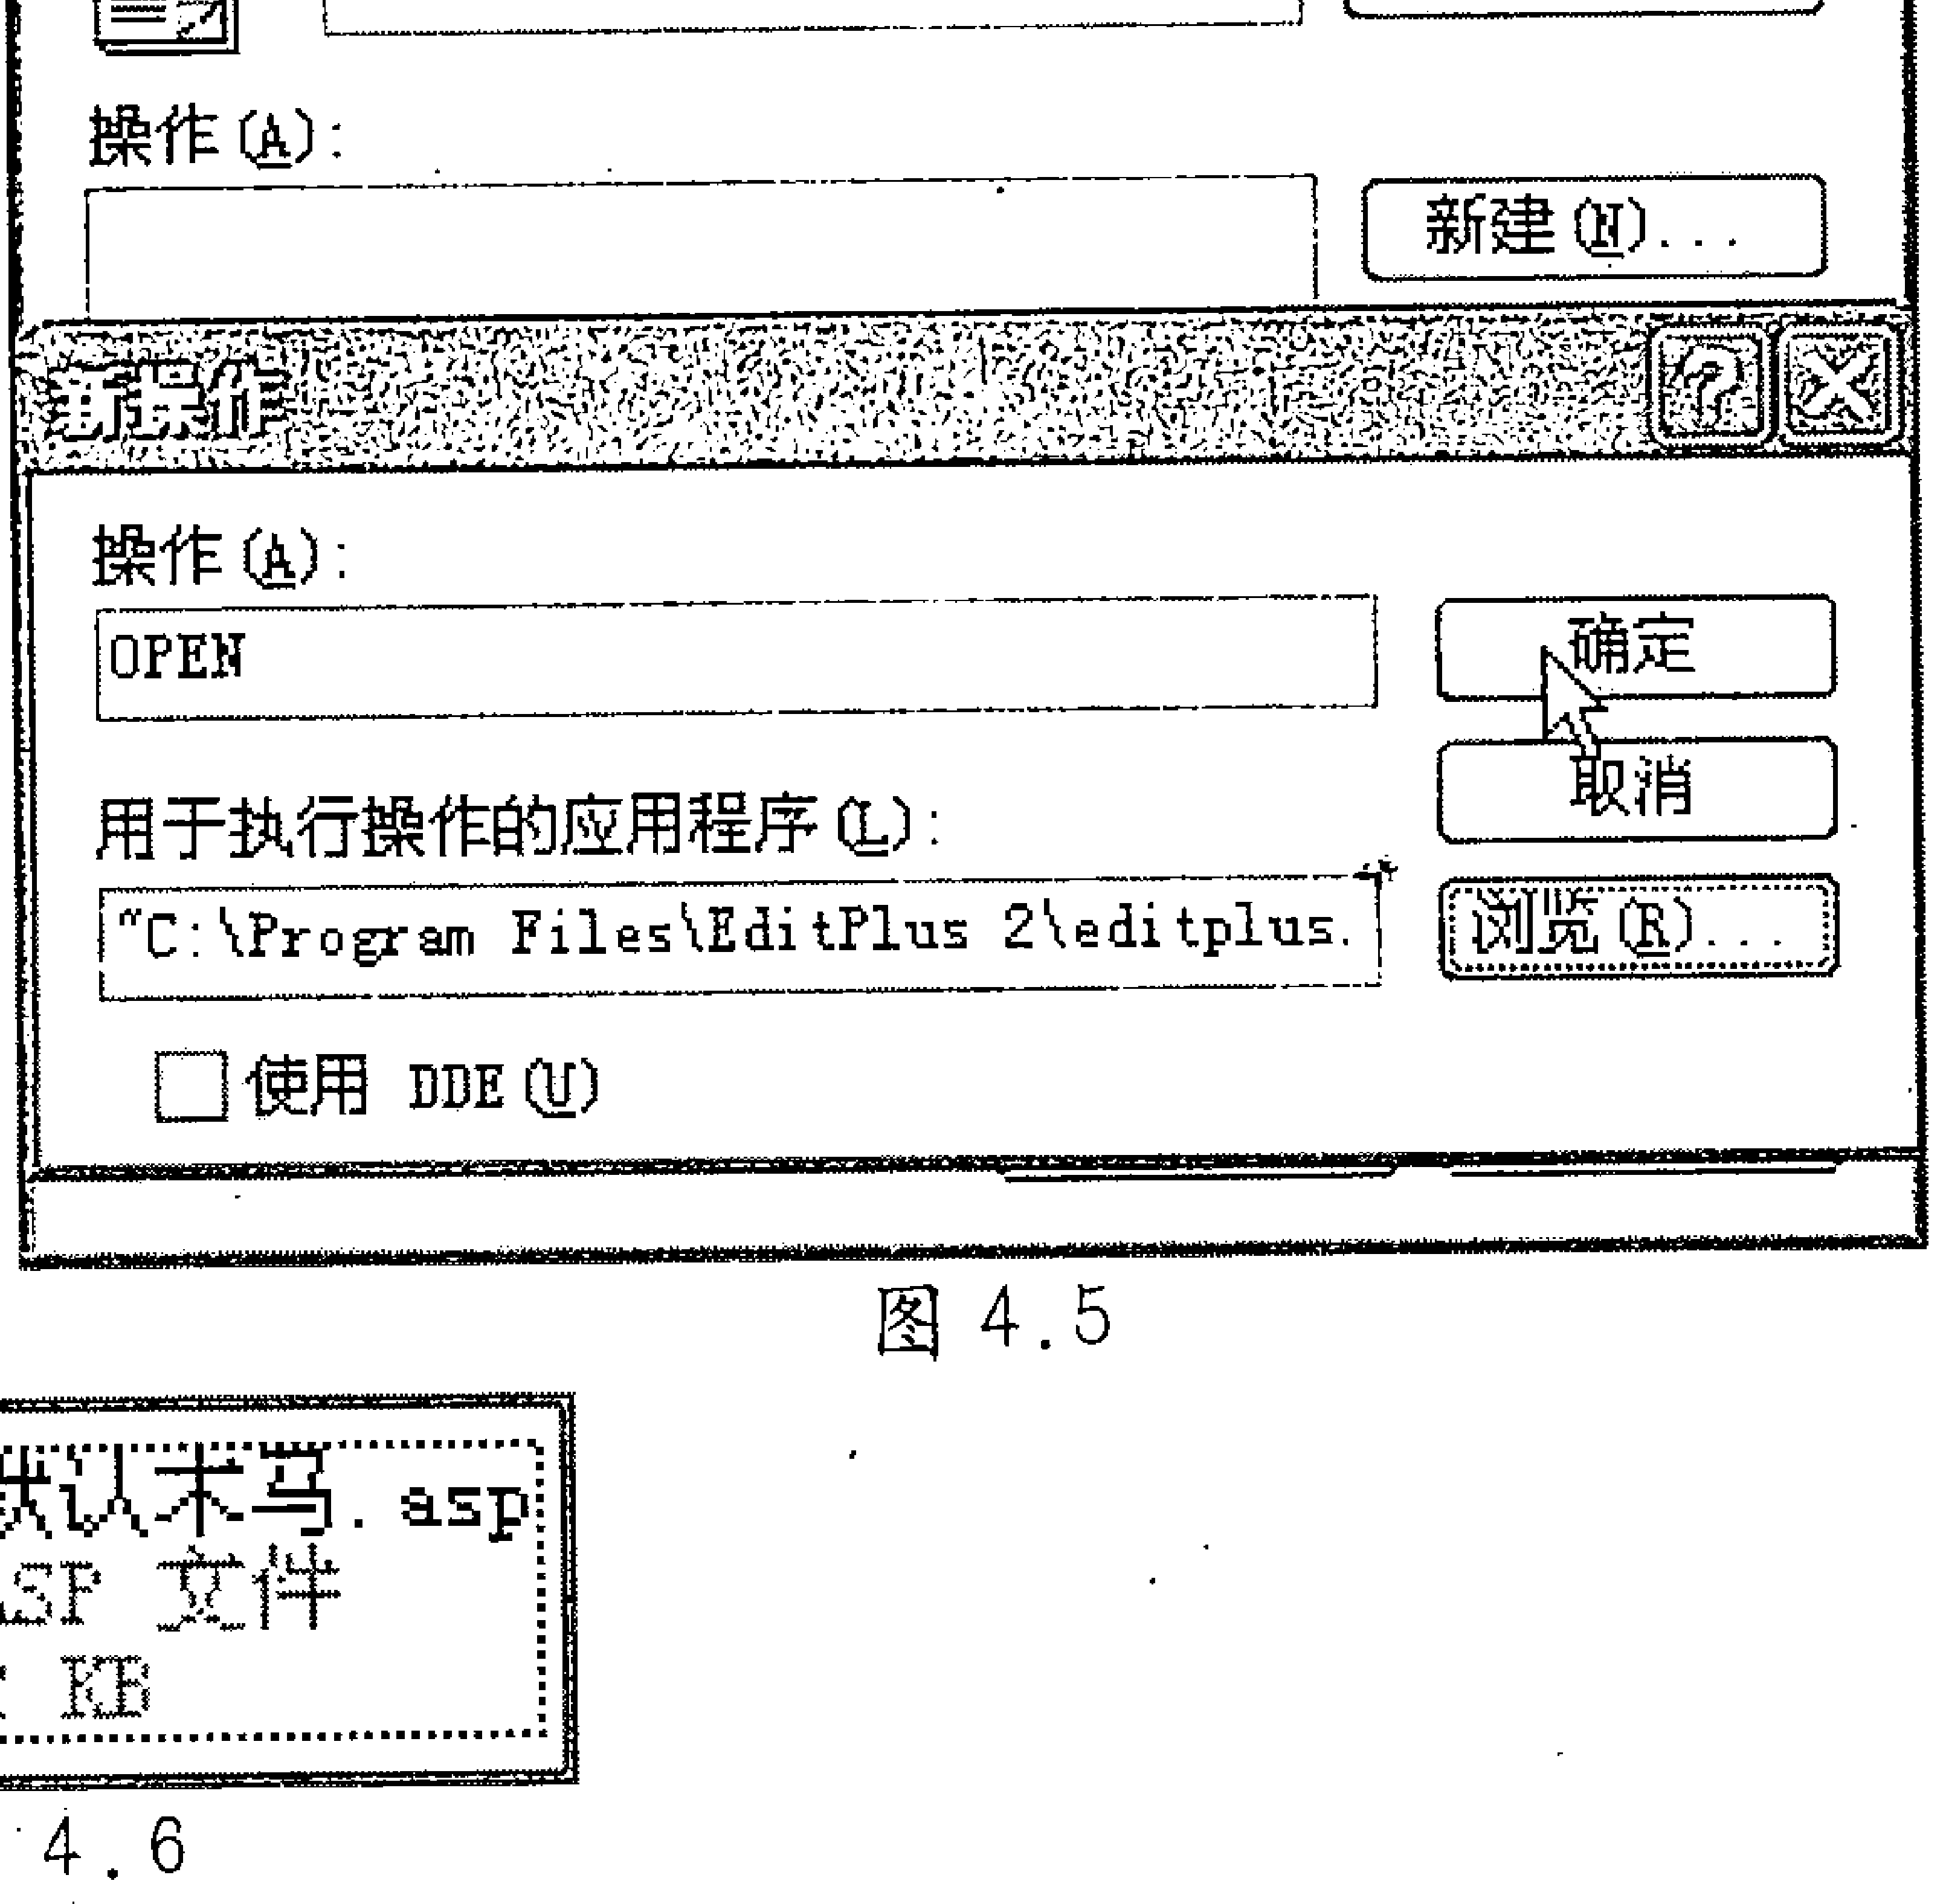 操作(A):
新建(N)...
新操作
操作(A):
OPEN
确定
取消
用于执行操作的应用程序(L):
"C:\Program Files\EditPlus 2\editplus.
浏览(R)...
使用 DDE(U)
图 4.5
认木马.asp
SP 文件
KB
4.6